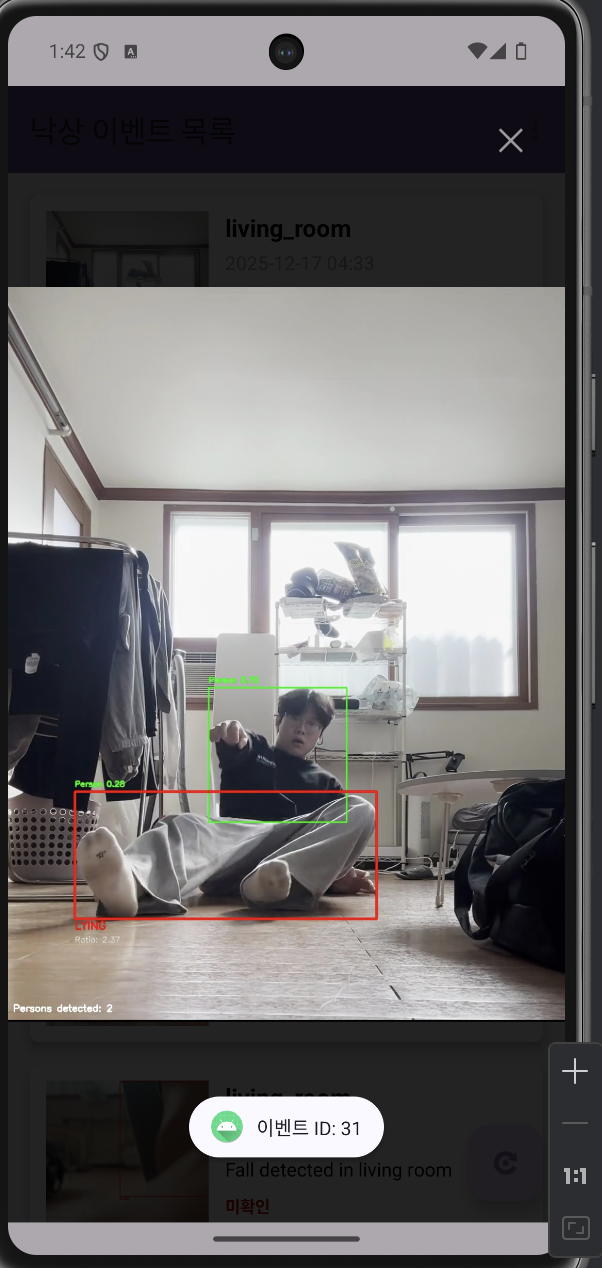 1:42
A
낙상 이벤트 목록
living_room
2025-12-17 04:33
Person 0.28
LYING
Ratio: 2.37
Persons detected: 2
living_room
이벤트 ID: 31
Fall detected in living room
미확인
1:1